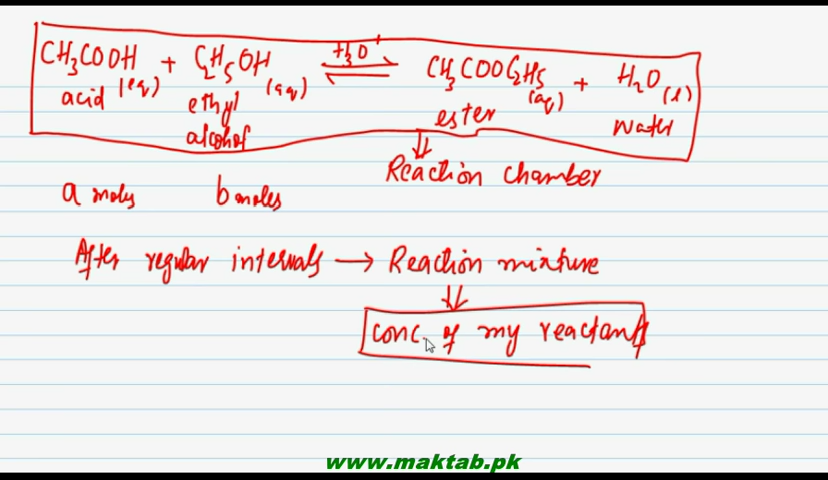 CH3COOH (aq) + C2H5OH (aq) ⇌ H3O+ CH3COOC2H5 (aq) + H2O (l)
acid ethyl alcohol ester water
Reaction chamber
a moles b moles
After regular intervals → Reaction mixture
conc. of my reactants
www.maktab.pk